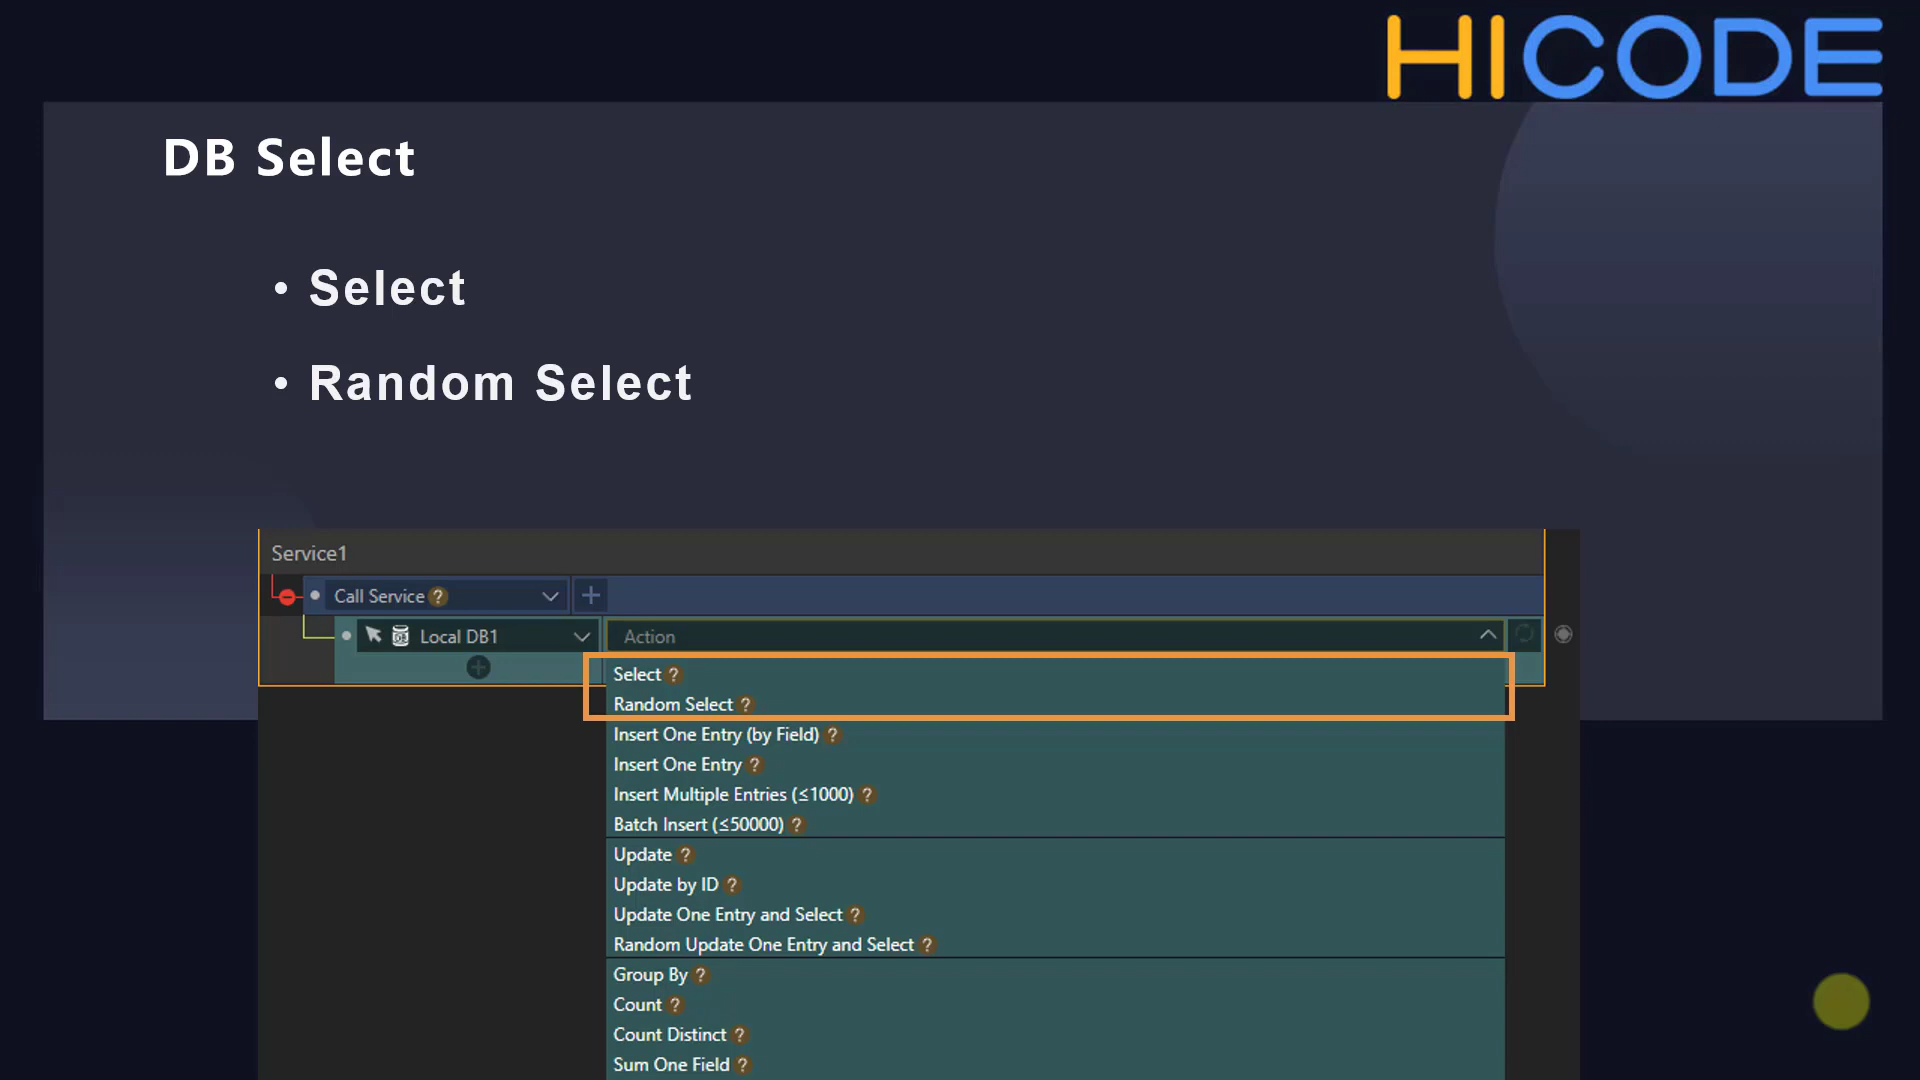 HICODE
DB Select
• Select
• Random Select
Service1
Call Service ?
Local DB1
Action
Select ?
Random Select ?
Insert One Entry (by Field) ?
Insert One Entry ?
Insert Multiple Entries (≤1000) ?
Batch Insert (≤50000) ?
Update ?
Update by ID ?
Update One Entry and Select ?
Random Update One Entry and Select ?
Group By ?
Count ?
Count Distinct ?
Sum One Field ?